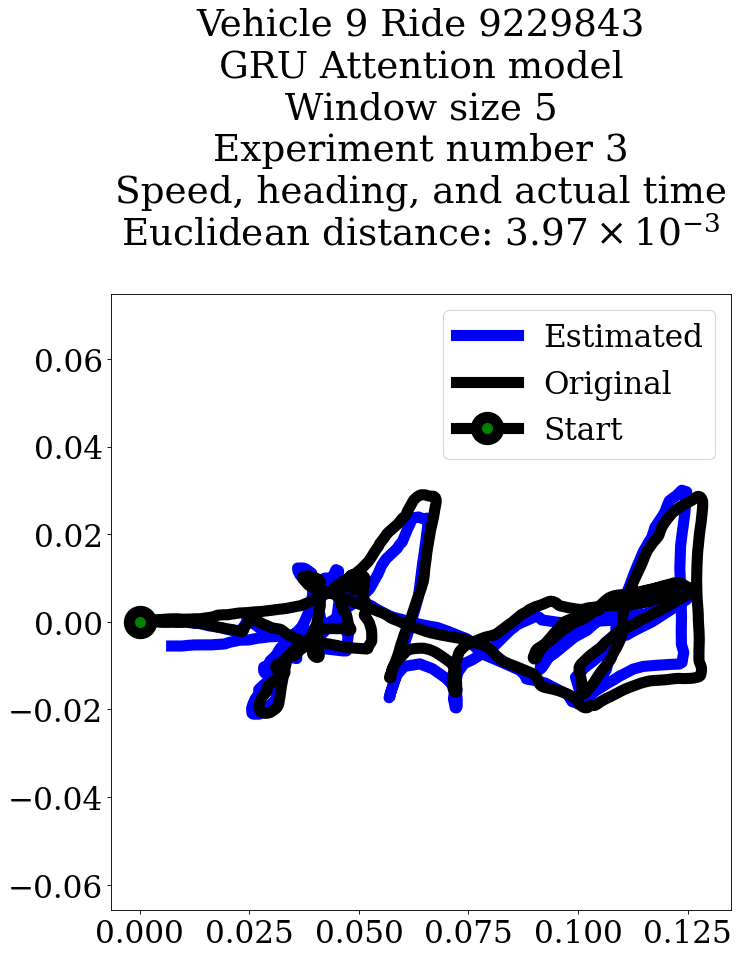 Vehicle 9 Ride 9229843
GRU Attention model
Window size 5
Experiment number 3
Speed, heading, and actual time
Euclidean distance: 3.97 × 10⁻³
Estimated
Original
Start
0.06
0.04
0.02
0.00
−0.02
−0.04
−0.06
0.000 0.025 0.050 0.075 0.100 0.125